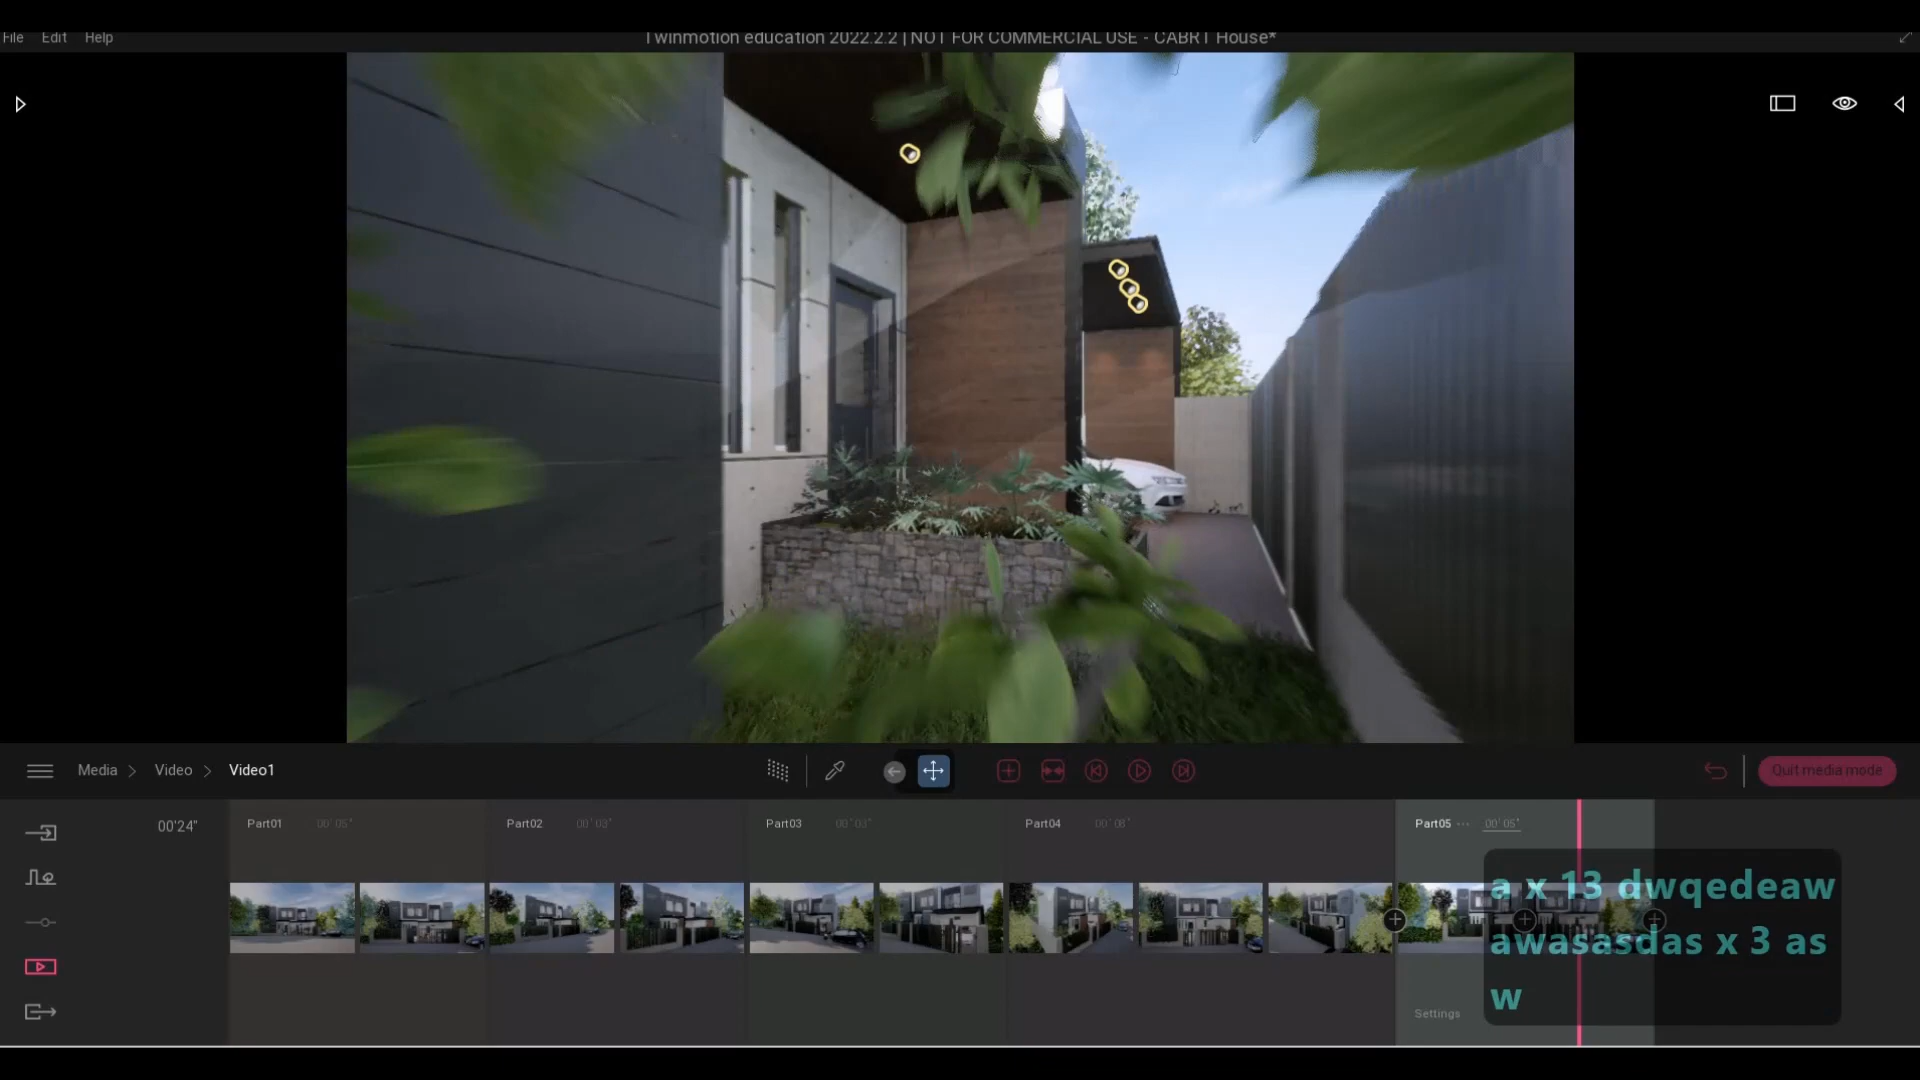 File Edit Help
Twinmotion education 2022.2.2 | NOT FOR COMMERCIAL USE - CABRT House*
Media Video Video1
Quit media mode
00'24"
Part01 00'05"
Part02 00'03"
Part03 00'03"
Part04 00'08"
Part05 ... 00'05"
a x 13 dwqedeaw
awasasdas x 3 as
w
Settings